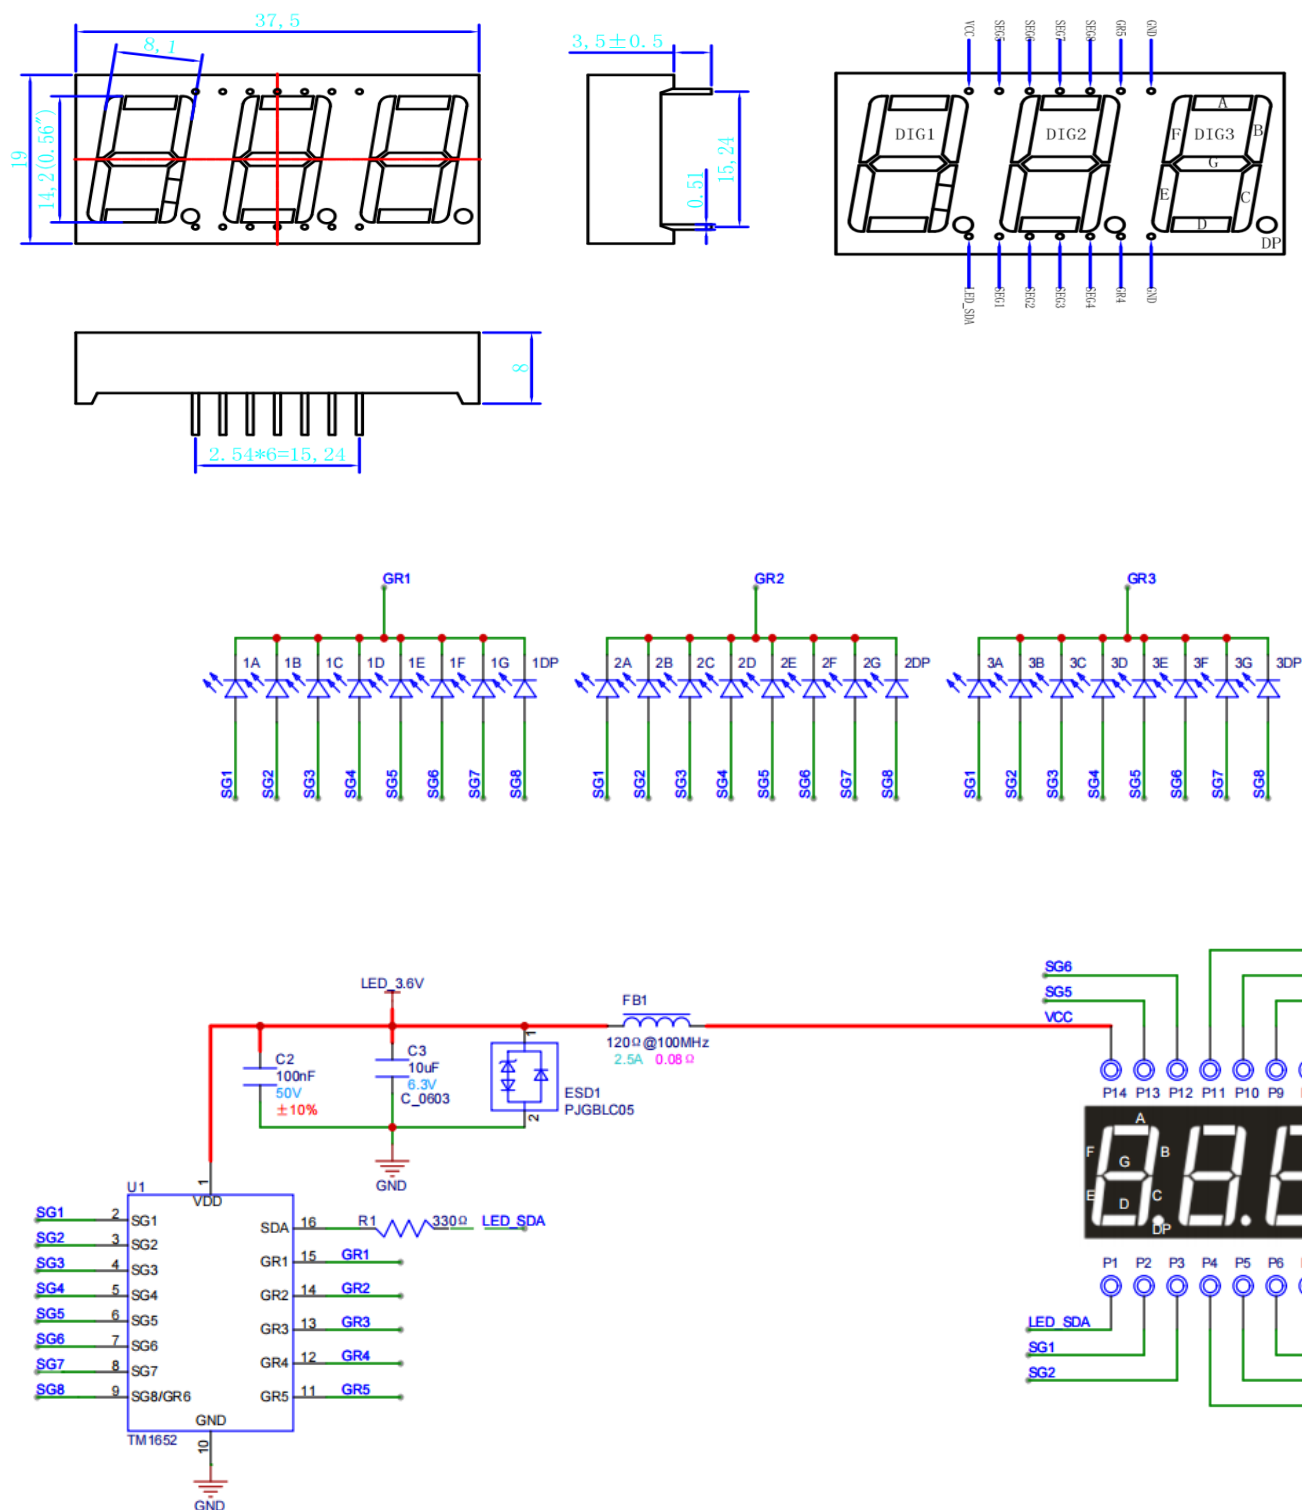 37,5
8,1
19
14,2(0.56")
3,5±0.5
15,24
0.51
VCC
SEG5
SEG6
SEG7
SEG8
GR5
GND
DIG1
DIG2
DIG3
A
F
B
G
E
C
D
DP
LED_SDA
SEG1
SEG2
SEG3
SEG4
GR4
GND
8
2.54*6=15,24
GR1
1A 1B 1C 1D 1E 1F 1G 1DP
SG1 SG2 SG3 SG4 SG5 SG6 SG7 SG8
GR2
2A 2B 2C 2D 2E 2F 2G 2DP
SG1 SG2 SG3 SG4 SG5 SG6 SG7 SG8
GR3
3A 3B 3C 3D 3E 3F 3G 3DP
SG1 SG2 SG3 SG4 SG5 SG6 SG7 SG8
LED_3.6V
C2
100nF
50V
±10%
C3
10uF
6.3V
C_0603
1
2
ESD1
PJGBLC05
FB1
120Ω@100MHz
2.5A 0.08Ω
GND
U1
1
VDD
SG1 2 SG1
SG2 3 SG2
SG3 4 SG3
SG4 5 SG4
SG5 6 SG5
SG6 7 SG6
SG7 8 SG7
SG8 9 SG8/GR6
SDA 16 R1 330Ω LED_SDA
GR1 15 GR1
GR2 14 GR2
GR3 13 GR3
GR4 12 GR4
GR5 11 GR5
GND
TM1652
10
GND
SG6
SG5
VCC
P14 P13 P12 P11 P10 P9
A
F
B
G
E
C
D
DP
P1 P2 P3 P4 P5 P6
LED_SDA
SG1
SG2